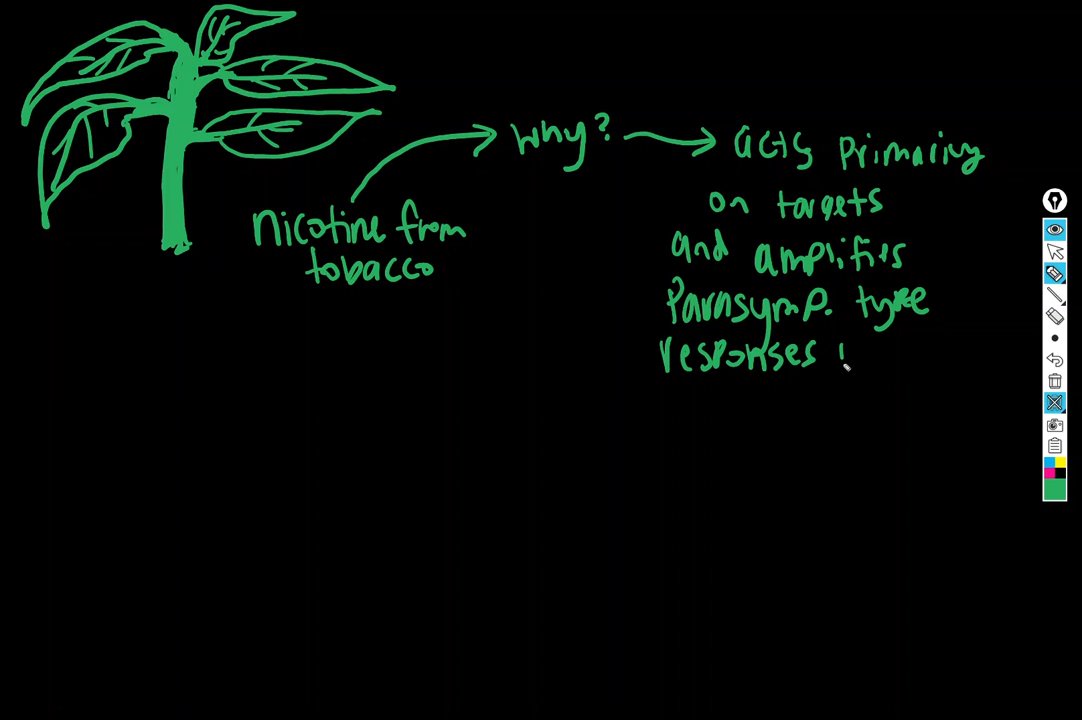 Why?
acts primarily
on targets
nicotine from
tobacco
and amplifies
Parasymp. type
responses !